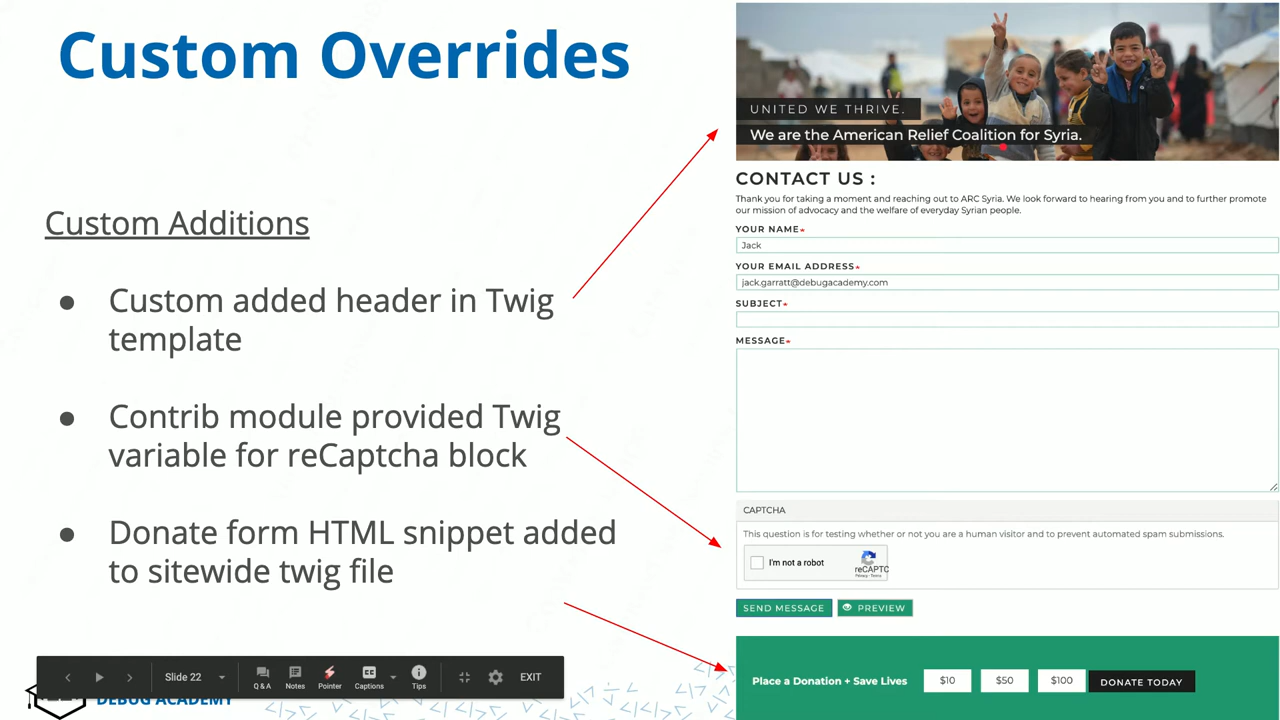 Custom Overrides
Custom Additions
● Custom added header in Twig
template
● Contrib module provided Twig
variable for reCaptcha block
● Donate form HTML snippet added
to sitewide twig file
UNITED WE THRIVE.
We are the American Relief Coalition for Syria.
CONTACT US :
Thank you for taking a moment and reaching out to ARC Syria. We look forward to hearing from you and to further promote
our mission of advocacy and the welfare of everyday Syrian people.
YOUR NAME*
Jack
YOUR EMAIL ADDRESS*
jack.garratt@debugacademy.com
SUBJECT*
MESSAGE*
CAPTCHA
This question is for testing whether or not you are a human visitor and to prevent automated spam submissions.
I'm not a robot
reCAPTC
Privacy - Terms
SEND MESSAGE
PREVIEW
Place a Donation + Save Lives
$10
$50
$100
DONATE TODAY
Slide 22
Q & A
Notes
Pointer
Captions
Tips
EXIT
DEBUG ACADEMY